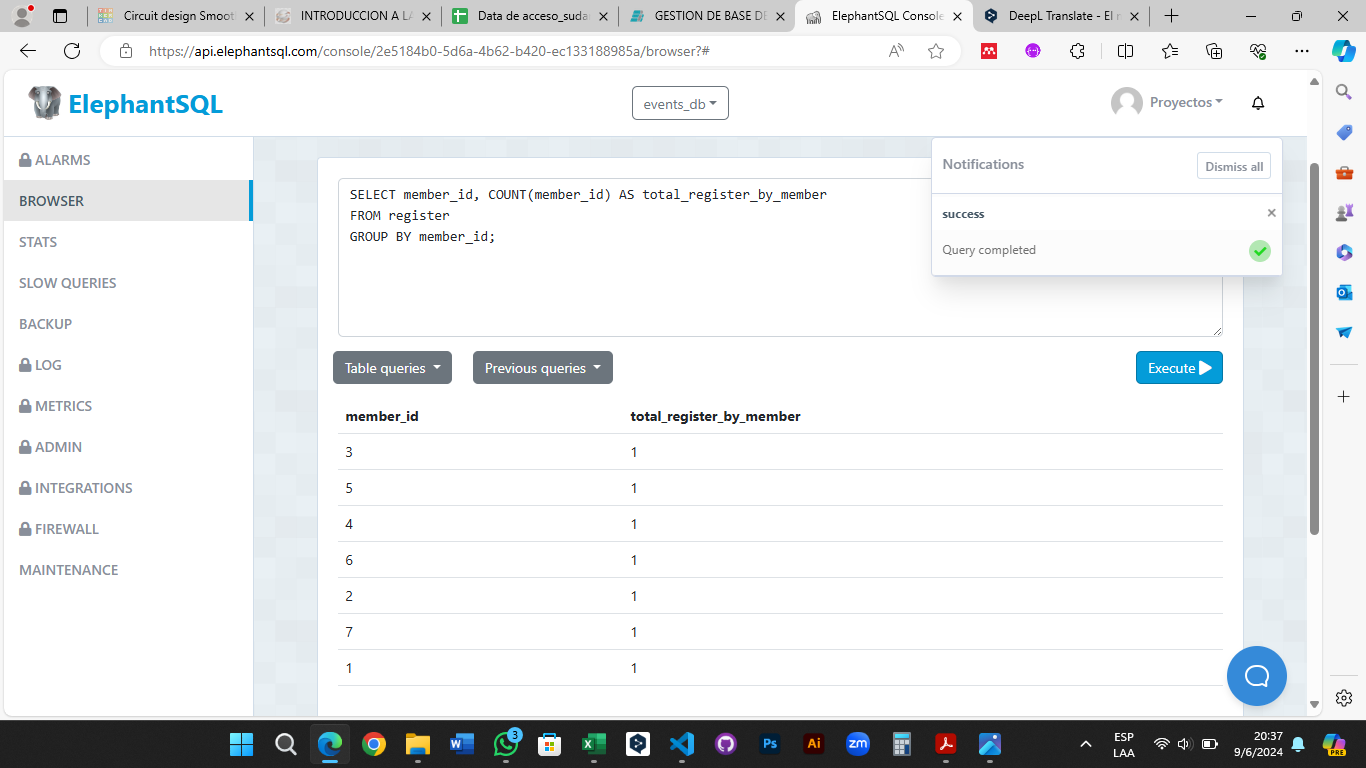 Circuit design Smoot
INTRODUCCION A LA
Data de acceso_suda
GESTION DE BASE DE
ElephantSQL Console
DeepL Translate - El m
https://api.elephantsql.com/console/2e5184b0-5d6a-4b62-b420-ec133188985a/browser?#
ElephantSQL
events_db
Proyectos
ALARMS
BROWSER
STATS
SLOW QUERIES
BACKUP
LOG
METRICS
ADMIN
INTEGRATIONS
FIREWALL
MAINTENANCE
Notifications
Dismiss all
success
Query completed
SELECT member_id, COUNT(member_id) AS total_register_by_member
FROM register
GROUP BY member_id;
Table queries
Previous queries
Execute
member_id total_register_by_member
3 1
5 1
4 1
6 1
2 1
7 1
1 1
3
Ps
Ai
zm
ESP
LAA
20:37
9/6/2024
PRE